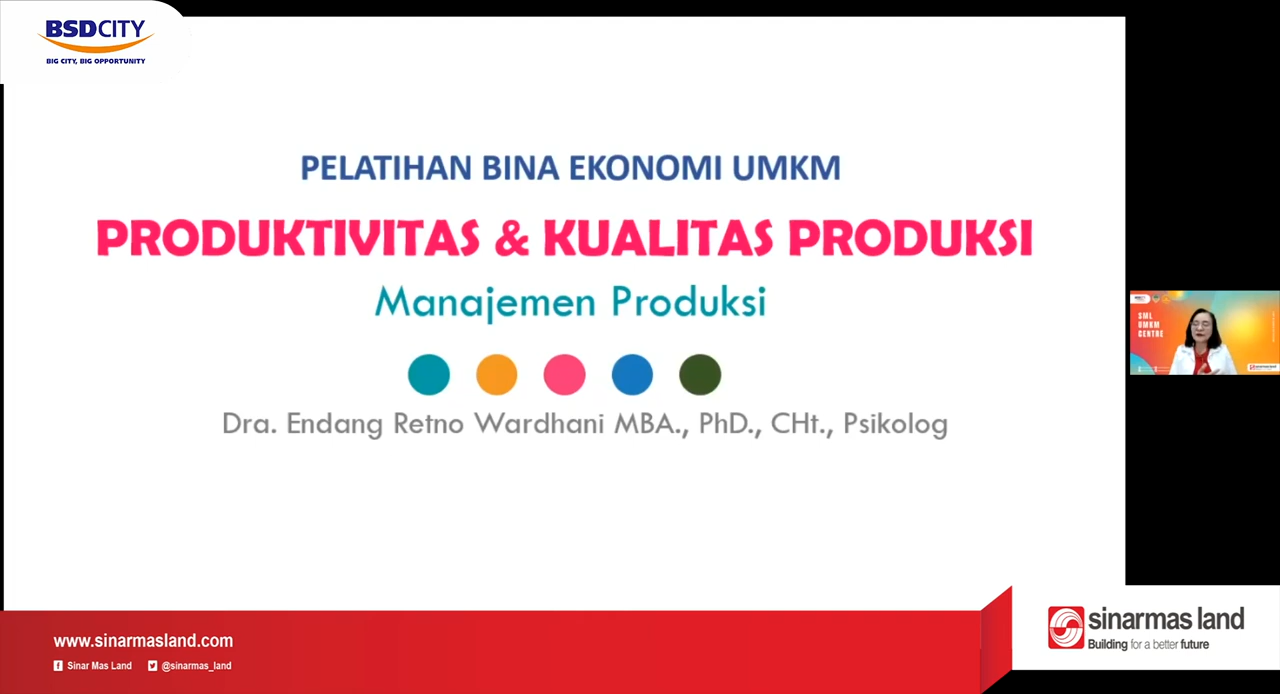 BSDCITY
BIG CITY, BIG OPPORTUNITY
PELATIHAN BINA EKONOMI UMKM
PRODUKTIVITAS & KUALITAS PRODUKSI
Manajemen Produksi
Dra. Endang Retno Wardhani MBA., PhD., CHt., Psikolog
SML
UMKM
CENTRE
sinarmas land
www.sinarmasland.com
Sinar Mas Land
@sinarmas_land
sinarmas land
Building for a better future